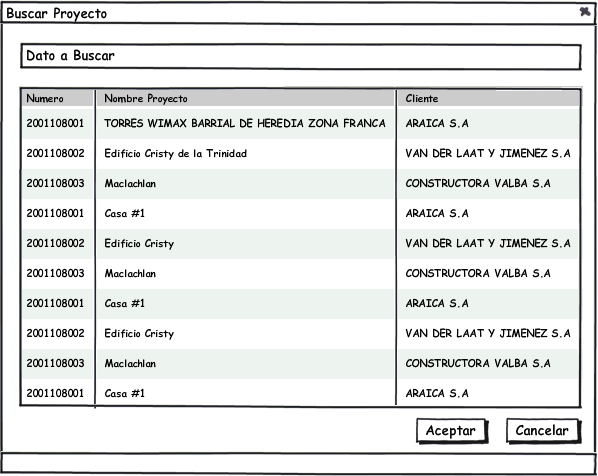 Buscar Proyecto
Dato a Buscar
Numero Nombre Proyecto Cliente
2001108001 TORRES WIMAX BARRIAL DE HEREDIA ZONA FRANCA ARAICA S.A
2001108002 Edificio Cristy de la Trinidad VAN DER LAAT Y JIMENEZ S.A
2001108003 Maclachlan CONSTRUCTORA VALBA S.A
2001108001 Casa #1 ARAICA S.A
2001108002 Edificio Cristy VAN DER LAAT Y JIMENEZ S.A
2001108003 Maclachlan CONSTRUCTORA VALBA S.A
2001108001 Casa #1 ARAICA S.A
2001108002 Edificio Cristy VAN DER LAAT Y JIMENEZ S.A
2001108003 Maclachlan CONSTRUCTORA VALBA S.A
2001108001 Casa #1 ARAICA S.A
Aceptar Cancelar